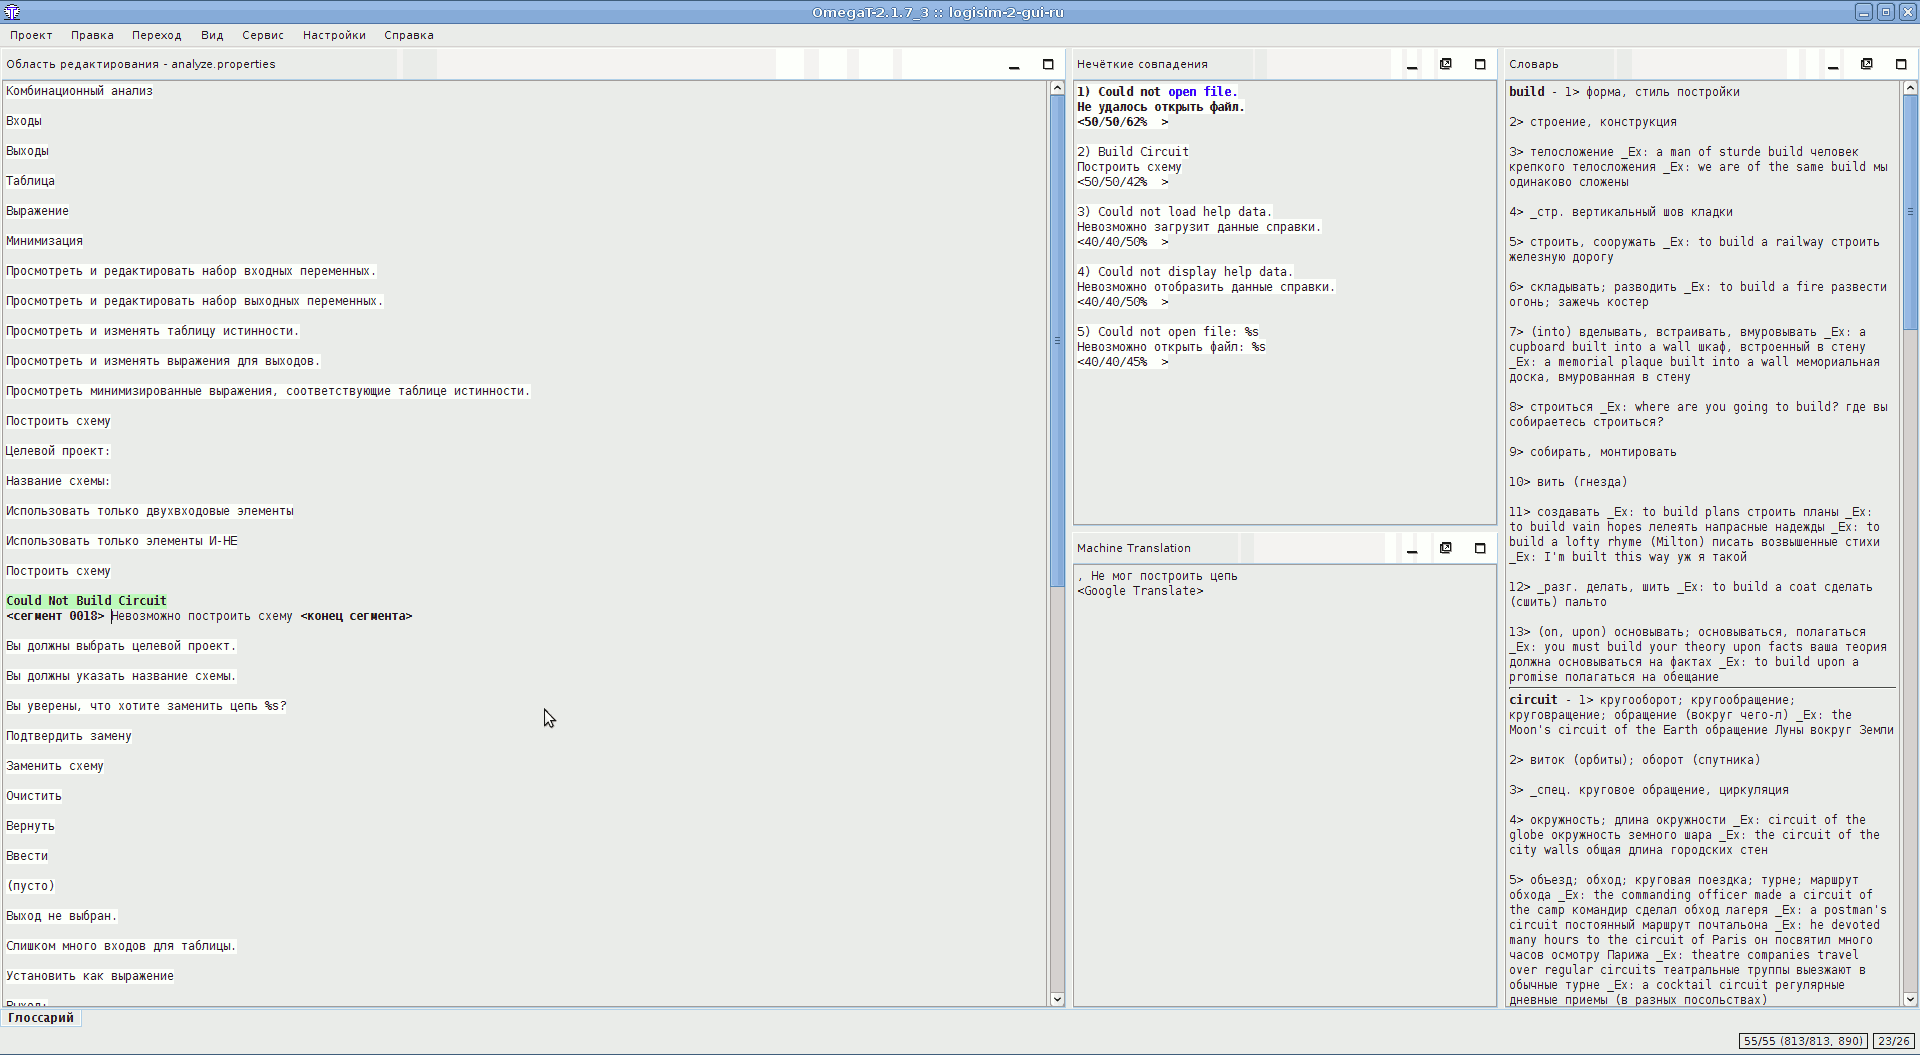 OmegaT-2.1.7_3 :: logisim-2-gui-ru
Проект Правка Переход Вид Сервис Настройки Справка
Область редактирования - analyze.properties
Комбинационный анализ
Входы
Выходы
Таблица
Выражение
Минимизация
Просмотреть и редактировать набор входных переменных.
Просмотреть и редактировать набор выходных переменных.
Просмотреть и изменять таблицу истинности.
Просмотреть и изменять выражения для выходов.
Просмотреть минимизированные выражения, соответствующие таблице истинности.
Построить схему
Целевой проект:
Название схемы:
Использовать только двухвходовые элементы
Использовать только элементы И-НЕ
Построить схему
Could Not Build Circuit
<сегмент 0018> Невозможно построить схему <конец сегмента>
Вы должны выбрать целевой проект.
Вы должны указать название схемы.
Вы уверены, что хотите заменить цепь %s?
Подтвердить замену
Заменить схему
Очистить
Вернуть
Ввести
(пусто)
Выход не выбран.
Слишком много входов для таблицы.
Установить как выражение
Выход:
Нечёткие совпадения
1) Could not open file.
Не удалось открыть файл.
<50/50/62% >
2) Build Circuit
Построить схему
<50/50/42% >
3) Could not load help data.
Невозможно загрузит данные справки.
<40/40/50% >
4) Could not display help data.
Невозможно отобразить данные справки.
<40/40/50% >
5) Could not open file: %s
Невозможно открыть файл: %s
<40/40/45% >
Machine Translation
, Не мог построить цепь
<Google Translate>
Словарь
build - 1> форма, стиль постройки
2> строение, конструкция
3> телосложение _Ex: a man of sturde build человек
крепкого телосложения _Ex: we are of the same build мы
одинаково сложены
4> _стр. вертикальный шов кладки
5> строить, сооружать _Ex: to build a railway строить
железную дорогу
6> складывать; разводить _Ex: to build a fire развести
огонь; зажечь костер
7> (into) вделывать, встраивать, вмуровывать _Ex: a
cupboard built into a wall шкаф, встроенный в стену
_Ex: a memorial plaque built into a wall мемориальная
доска, вмурованная в стену
8> строиться _Ex: where are you going to build? где вы
собираетесь строиться?
9> собирать, монтировать
10> вить (гнезда)
11> создавать _Ex: to build plans строить планы _Ex:
to build vain hopes лелеять напрасные надежды _Ex: to
build a lofty rhyme (Milton) писать возвышенные стихи
_Ex: I'm built this way уж я такой
12> _разг. делать, шить _Ex: to build a coat сделать
(сшить) пальто
13> (on, upon) основывать; основываться, полагаться
_Ex: you must build your theory upon facts ваша теория
должна основываться на фактах _Ex: to build upon a
promise полагаться на обещание
circuit - 1> кругооборот; кругообращение;
круговращение; обращение (вокруг чего-л) _Ex: the
Moon's circuit of the Earth обращение Луны вокруг Земли
2> виток (орбиты); оборот (спутника)
3> _спец. круговое обращение, циркуляция
4> окружность; длина окружности _Ex: circuit of the
globe окружность земного шара _Ex: the circuit of the
city walls общая длина городских стен
5> объезд; обход; круговая поездка; турне; маршрут
обхода _Ex: the commanding officer made a circuit of
the camp командир сделал обход лагеря _Ex: a postman's
circuit постоянный маршрут почтальона _Ex: he devoted
many hours to the circuit of Paris он посвятил много
часов осмотру Парижа _Ex: theatre companies travel
over regular circuits театральные труппы выезжают в
обычные турне _Ex: a cocktail circuit регулярные
дневные приемы (в разных посольствах)
Глоссарий
55/55 (813/813, 890) 23/26